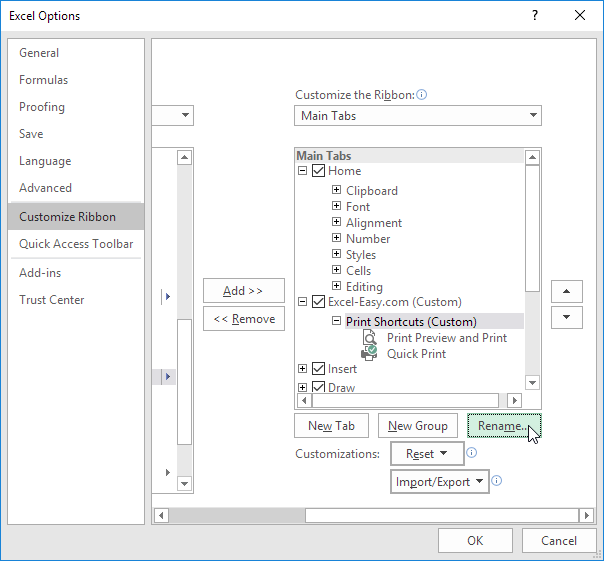 Excel Options
?
General
Formulas
Proofing
Save
Language
Advanced
Customize Ribbon
Quick Access Toolbar
Add-ins
Trust Center
Add >>
<< Remove
Customize the Ribbon:
Main Tabs
Main Tabs
Home
Clipboard
Font
Alignment
Number
Styles
Cells
Editing
Excel-Easy.com (Custom)
Print Shortcuts (Custom)
Print Preview and Print
Quick Print
Insert
Draw
New Tab New Group Rename...
Customizations: Reset
Import/Export
OK Cancel